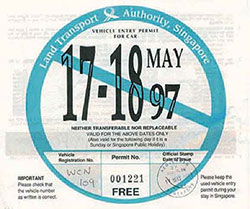 Land Transport Authority, Singapore
VEHICLE ENTRY PERMIT
FOR CAR
17-18 MAY 97
NEITHER TRANSFERABLE NOR REPLACEABLE
VALID FOR THE ABOVE DATES ONLY
(Also valid for the following day if it is a
Sunday or Singapore Public Holiday)
Vehicle
Registration No.
Permit No.
Official Stamp
Date of Issue
WCN
109
001221
FREE
IMPORTANT
Please check that
the vehicle number
as written is correct.
Please keep the
used vehicle entry
permit during your
stay in Singapore.